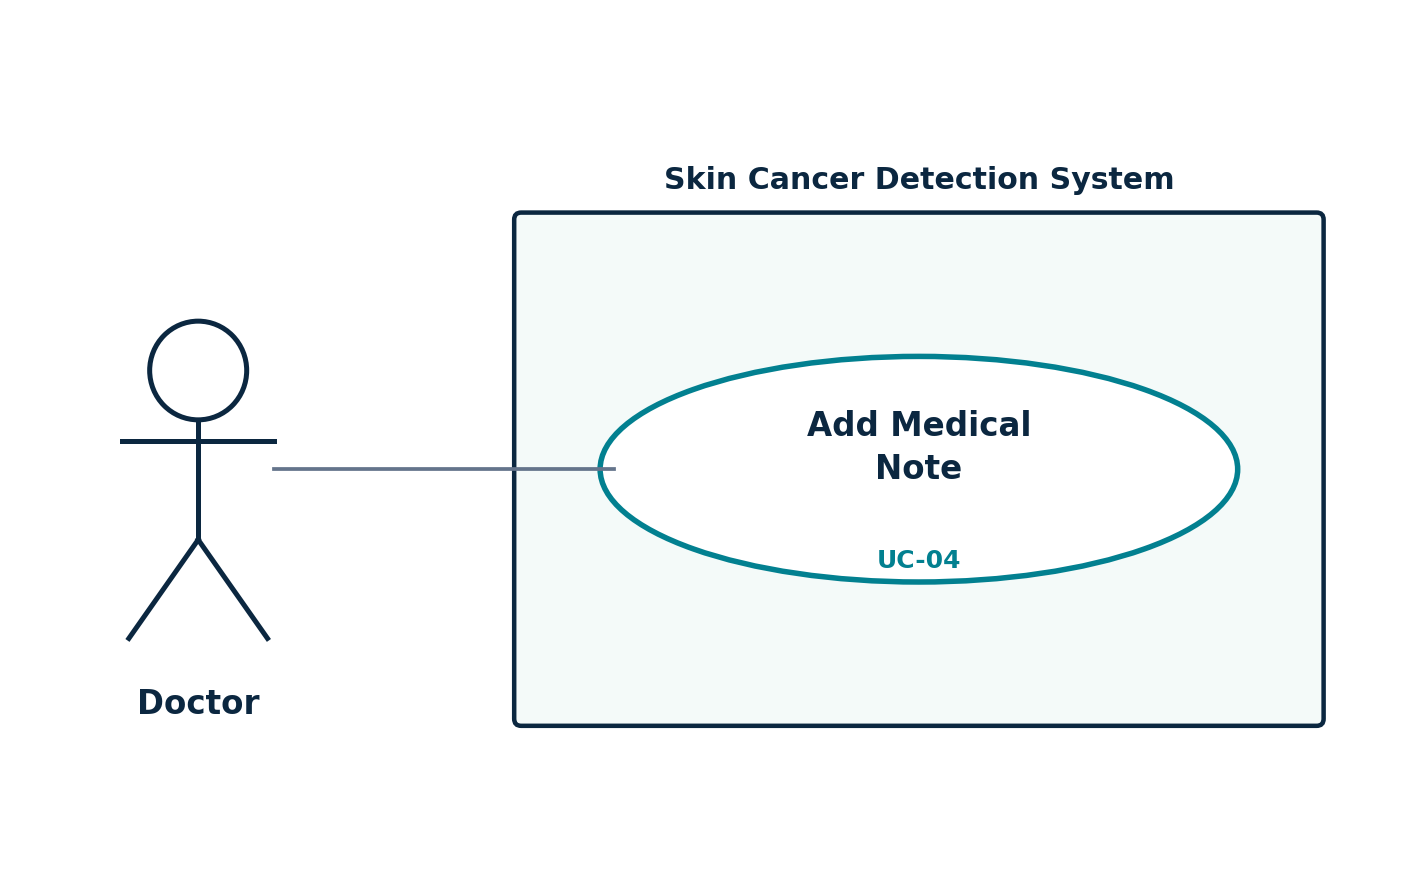 Skin Cancer Detection System
Add Medical
Note
UC-04
Doctor